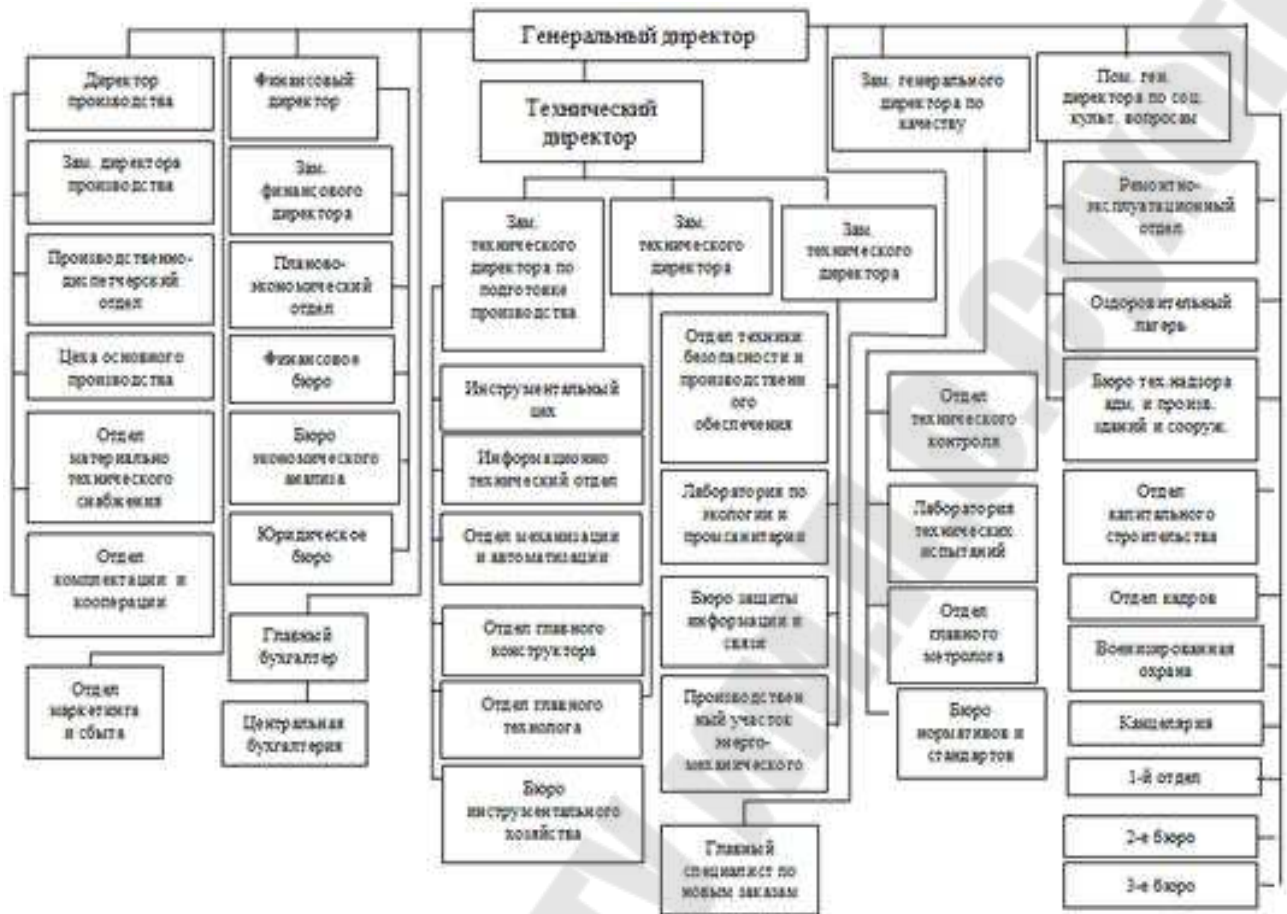 Генеральный директор
Директор
производства
Зам. директора
производства
Производственно-
диспетчерский
отдел
Цеха основного
производства
Отдел
материально
технического
снабжения
Отдел
комплектации и
кооперации
Отдел
маркетинга
и сбыта
Финансовый
директор
Зам.
финансового
директора
Планово-
экономический
отдел
Финансовое
бюро
Бюро
экономического
анализа
Юридическое
бюро
Главный
бухгалтер
Центральная
бухгалтерия
Технический
директор
Зам.
технического
директора по
подготовке
производства
Инструментальный
цех
Информационно
технический отдел
Отдел механизации
и автоматизации
Отдел главного
конструктора
Отдел главного
технолога
Бюро
инструментального
хозяйства
Зам.
технического
директора
Зам.
технического
директора
Отдел техники
безопасности и
производственн
ого
обеспечения
Лаборатория по
экологии и
промсанитарии
Бюро защиты
информации и
связи
Производствен
ный участок
энерго-
механического
Главный
специалист по
новым заказам
Зам. генерального
директора по
качеству
Отдел
технического
контроля
Лаборатория
технических
испытаний
Отдел
главного
метролога
Бюро
нормативов и
стандартов
Пом. ген.
директора по соц.
культ. вопросам
Ремонтно-
эксплуатационный
отдел
Оздоровительный
лагерь
Бюро тех.надзора
адм. и произв.
зданий и сооруж.
Отдел
капитального
строительства
Отдел кадров
Военизированная
охрана
Канцелярия
1-й отдел
2-е бюро
3-е бюро